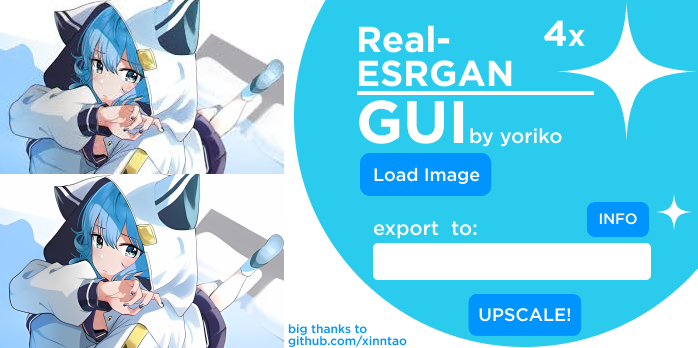 Real-
ESRGAN
4x
GUI by yoriko
Load Image
export to:
INFO
UPSCALE!
big thanks to
github.com/xinntao